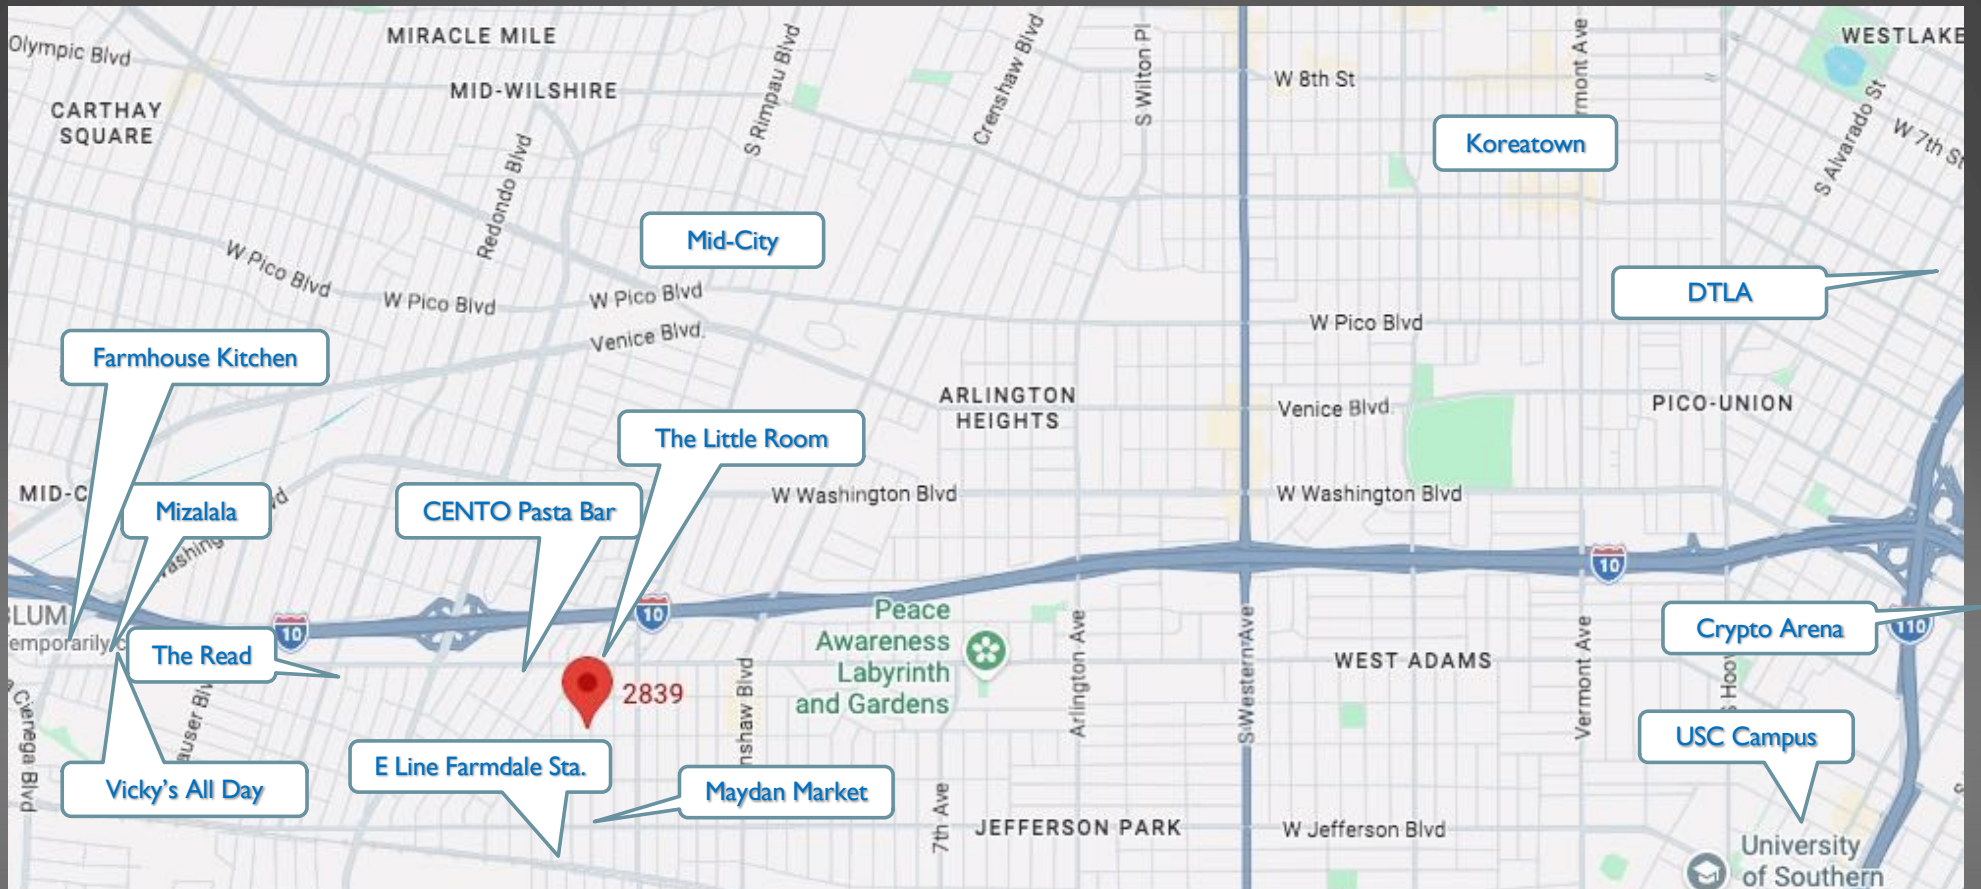 MIRACLE MILE
Olympic Blvd
MID-WILSHIRE
CARTHAY
SQUARE
S Rimpau Blvd
Crenshaw Blvd
S Wilton Pl
W 8th St
WESTLAKE
S Alvarado St
W 7th St
Koreatown
Redondo Blvd
Mid-City
W Pico Blvd
W Pico Blvd
W Pico Blvd
DTLA
W Pico Blvd
Venice Blvd.
Farmhouse Kitchen
ARLINGTON
HEIGHTS
Venice Blvd.
PICO-UNION
The Little Room
MID-C
Mizalala
CENTO Pasta Bar
W Washington Blvd
W Washington Blvd
10
10
10
110
Peace
Awareness
Labyrinth
and Gardens
Arlington Ave
S Western Ave
Vermont Ave
Crypto Arena
The Read
WEST ADAMS
2839
USC Campus
E Line Farmdale Sta.
Vicky's All Day
Maydan Market
7th Ave
JEFFERSON PARK
W Jefferson Blvd
University
of Southern